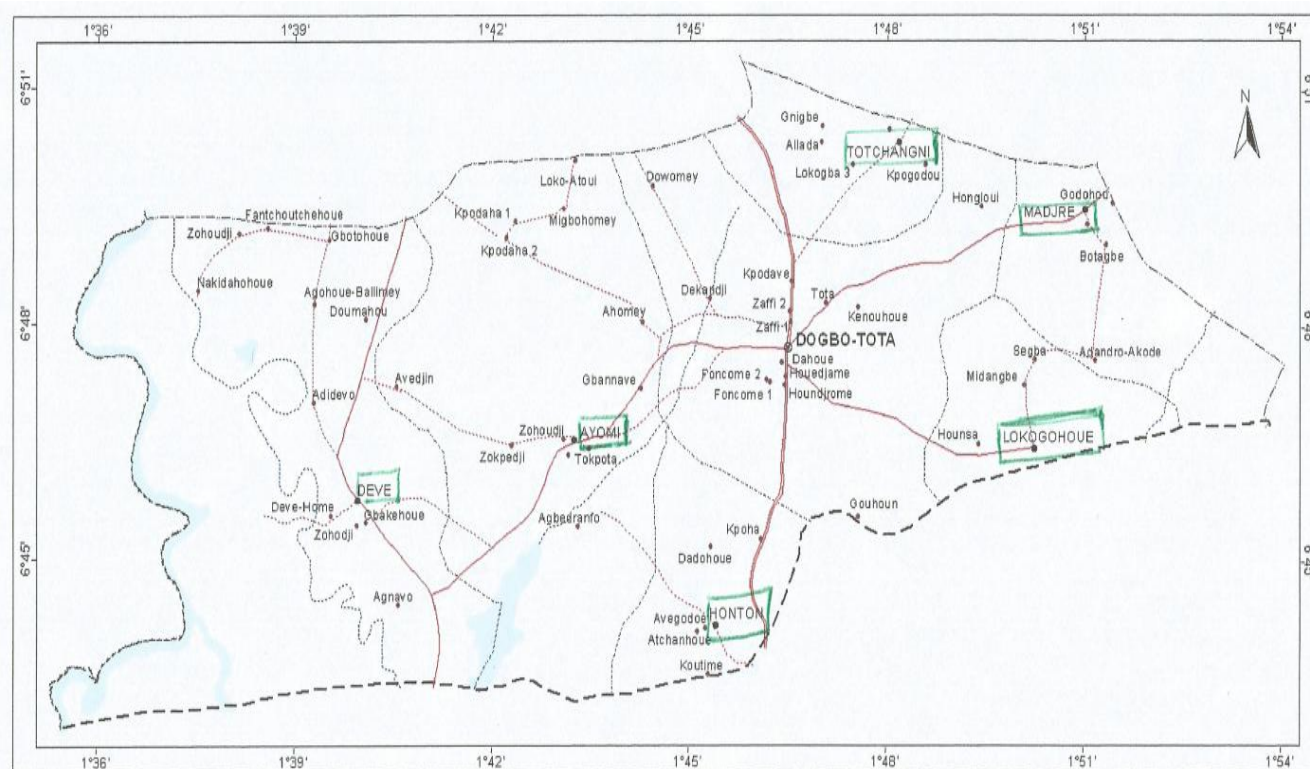 1°36' 1°39' 1°42' 1°45' 1°48' 1°51' 1°54'
6°51'
N
Gnigbe
Allada
TOTCHANGNI
Lokogba 3
Kpogodou
Loko-Atoui
Dowomey
Hongloui
Godohou
MADJRE
Kpodaha 1
Migbohomey
Kpodaha 2
Fantchoutchehoue
Zohoudji
Gbotohoue
Botagbe
Nakidahohoue
Agohoue-Ballimey
Doumahou
Kpodave
Dekandji
Tota
Zaffi 2
Kenouhoue
Ahomey
Zaffi 1
6°48'
DOGBO-TOTA
Dahoue
Segba
Adandro-Akode
Foncome 2
Houedjame
Midangbe
Gbannave
Avedjin
Foncome 1
Houndjrome
Adidevo
Zohoudji
AYOMI
Hounsa
LOKOGOHOUE
Zokpedji
Tokpota
DEVE
Deve-Home
Gbakehoue
Zohodji
Agbedranfo
Gouhoun
Kpoha
Dadohoue
6°45'
Agnavo
Avegodoe
HONTON
Atchanhoue
Koutime
1°36' 1°39' 1°42' 1°45' 1°48' 1°51' 1°54'